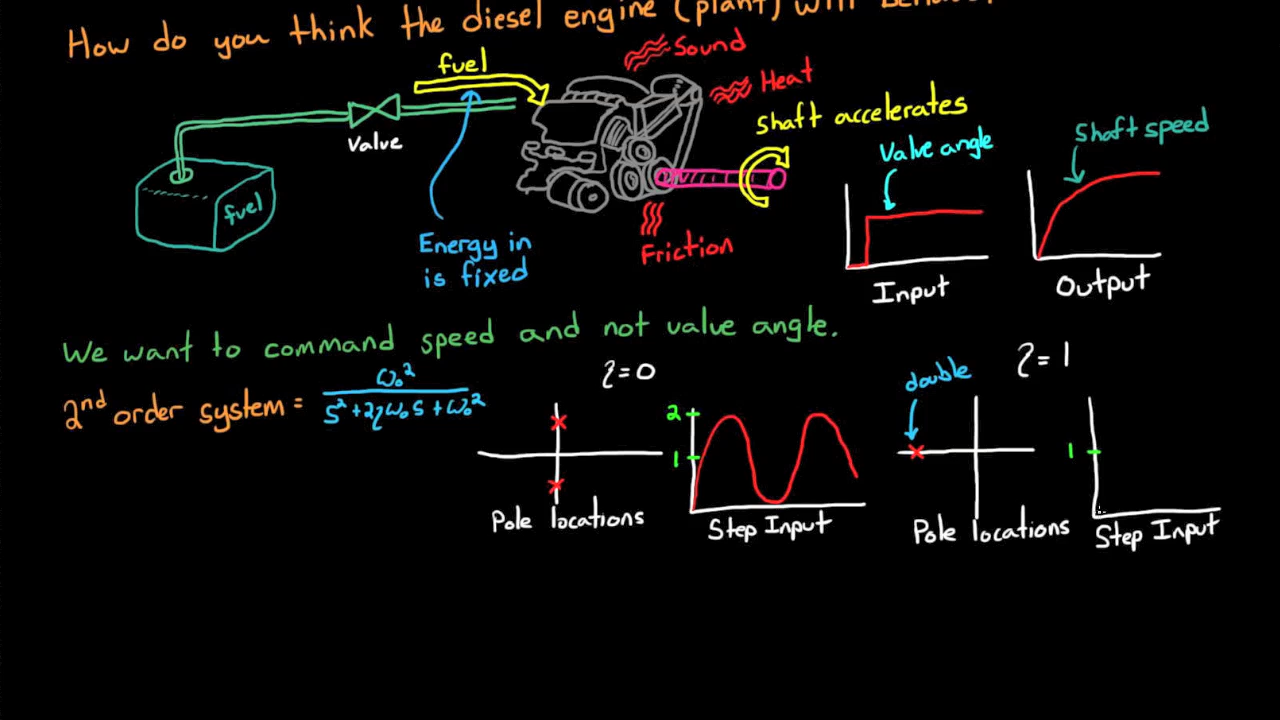 How do you think the diesel engine (plant) will behave?
fuel
Sound
Heat
shaft accelerates
Valve
fuel
Energy in
is fixed
Friction
Valve angle
Input
Shaft speed
Output
We want to command speed and not valve angle.
2nd order system = ω₀² / s² + 2ζω₀s + ω₀²
ζ = 0
Pole locations
2
1
Step Input
double
ζ = 1
Pole locations
1
Step Input